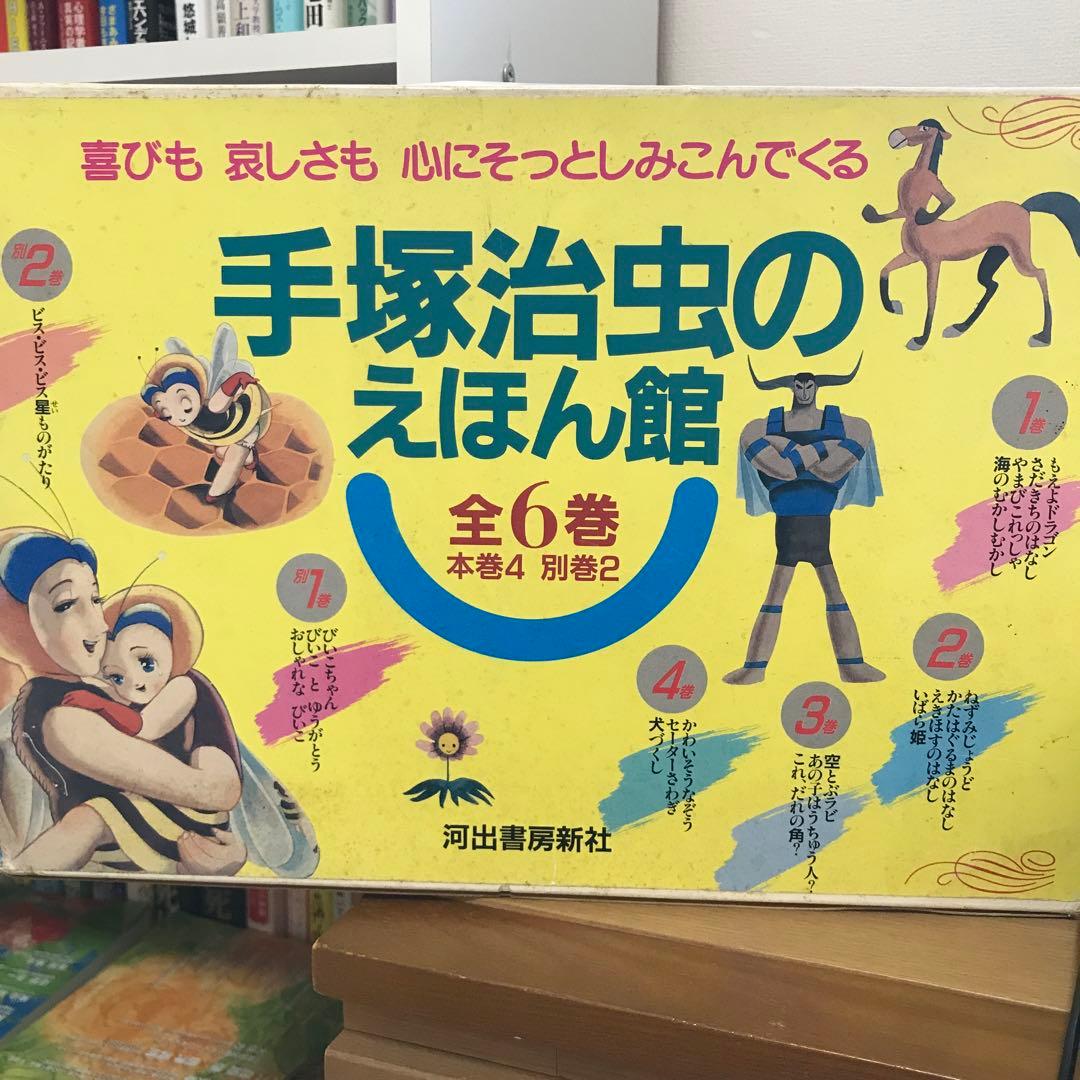 喜びも 哀しさも 心にそっとしみこんでくる
手塚治虫の
えほん館
全6巻
本巻4 別巻2
1巻
もえよドラゴン
さだきちのはなし
やまびこれっしゃ
海のむかしむかし
2巻
ねずみじょうど
かたはぐるまのはなし
えきほすのはなし
いばら姫
3巻
空とぶラビ
あの子はうちゅう人?
これ、だれの角?
4巻
かわいそうなぞう
セーターさわぎ
犬づくし
別1巻
びいこちゃん
びいこ と ゆうがとう
おしゃれな びいこ
別2巻
ビス・ビス・ビス星ものがたり
せい
河出書房新社